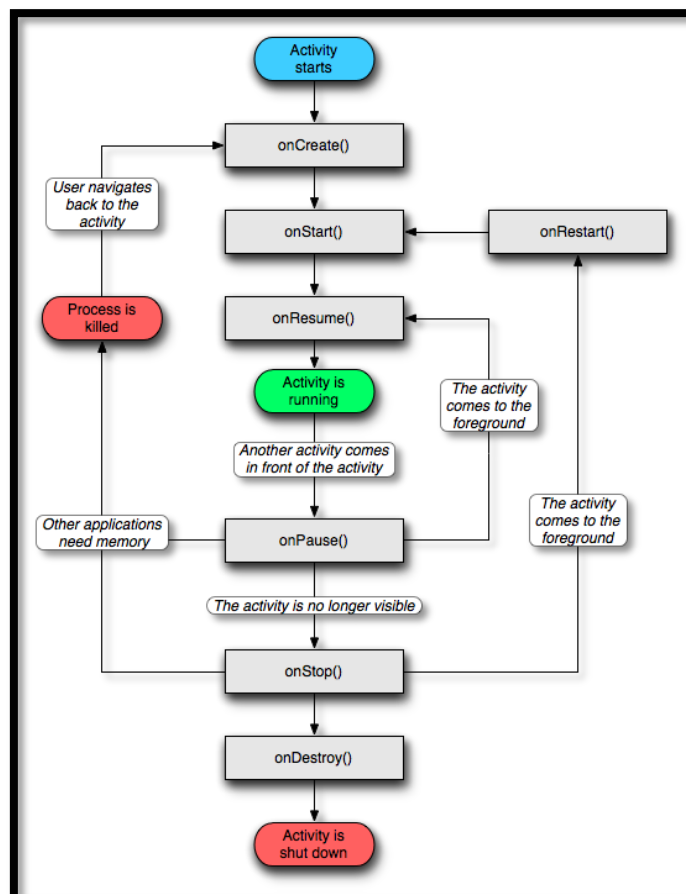 Activity
starts
onCreate()
User navigates
back to the
activity
onStart()
onRestart()
Process is
killed
onResume()
Activity is
running
The activity
comes to the
foreground
Another activity comes
in front of the activity
The activity
comes to the
foreground
Other applications
need memory
onPause()
The activity is no longer visible
onStop()
onDestroy()
Activity is
shut down